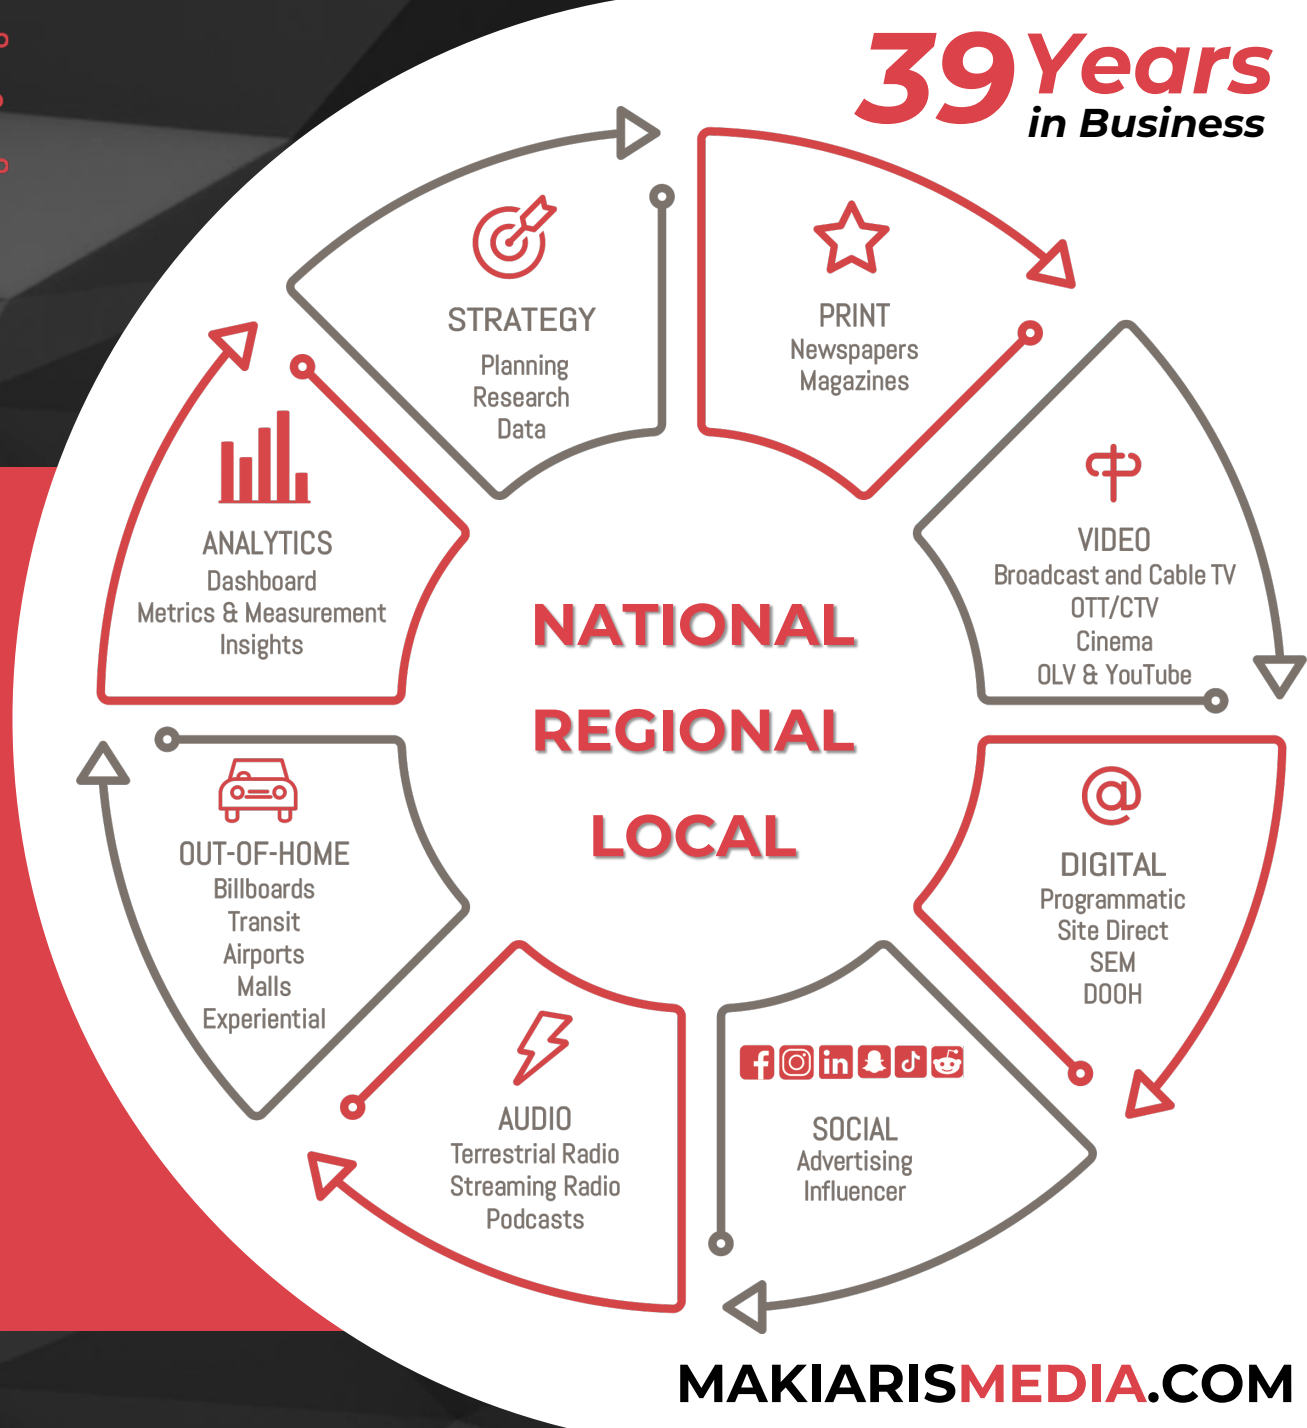 39 Years
in Business
STRATEGY
Planning
Research
Data
PRINT
Newspapers
Magazines
VIDEO
Broadcast and Cable TV
OTT/CTV
Cinema
OLV & YouTube
DIGITAL
Programmatic
Site Direct
SEM
DOOH
SOCIAL
Advertising
Influencer
AUDIO
Terrestrial Radio
Streaming Radio
Podcasts
OUT-OF-HOME
Billboards
Transit
Airports
Malls
Experiential
ANALYTICS
Dashboard
Metrics & Measurement
Insights
NATIONAL
REGIONAL
LOCAL
MAKIARISMEDIA.COM